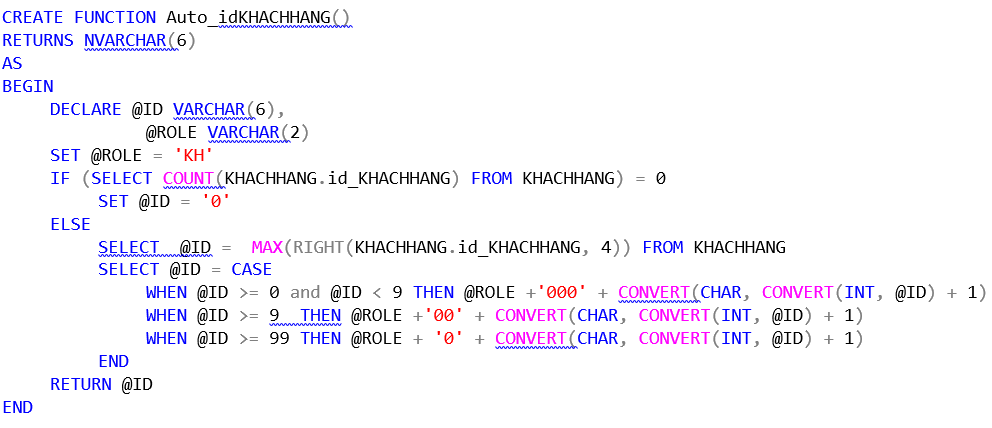 CREATE FUNCTION Auto_idKHACHHANG()
RETURNS NVARCHAR(6)
AS
BEGIN
DECLARE @ID VARCHAR(6),
@ROLE VARCHAR(2)
SET @ROLE = 'KH'
IF (SELECT COUNT(KHACHHANG.id_KHACHHANG) FROM KHACHHANG) = 0
SET @ID = '0'
ELSE
SELECT  @ID =  MAX(RIGHT(KHACHHANG.id_KHACHHANG, 4)) FROM KHACHHANG
SELECT @ID = CASE
WHEN @ID >= 0 and @ID < 9 THEN @ROLE +'000' + CONVERT(CHAR, CONVERT(INT, @ID) + 1)
WHEN @ID >= 9  THEN @ROLE +'00' + CONVERT(CHAR, CONVERT(INT, @ID) + 1)
WHEN @ID >= 99 THEN @ROLE + '0' + CONVERT(CHAR, CONVERT(INT, @ID) + 1)
END
RETURN @ID
END